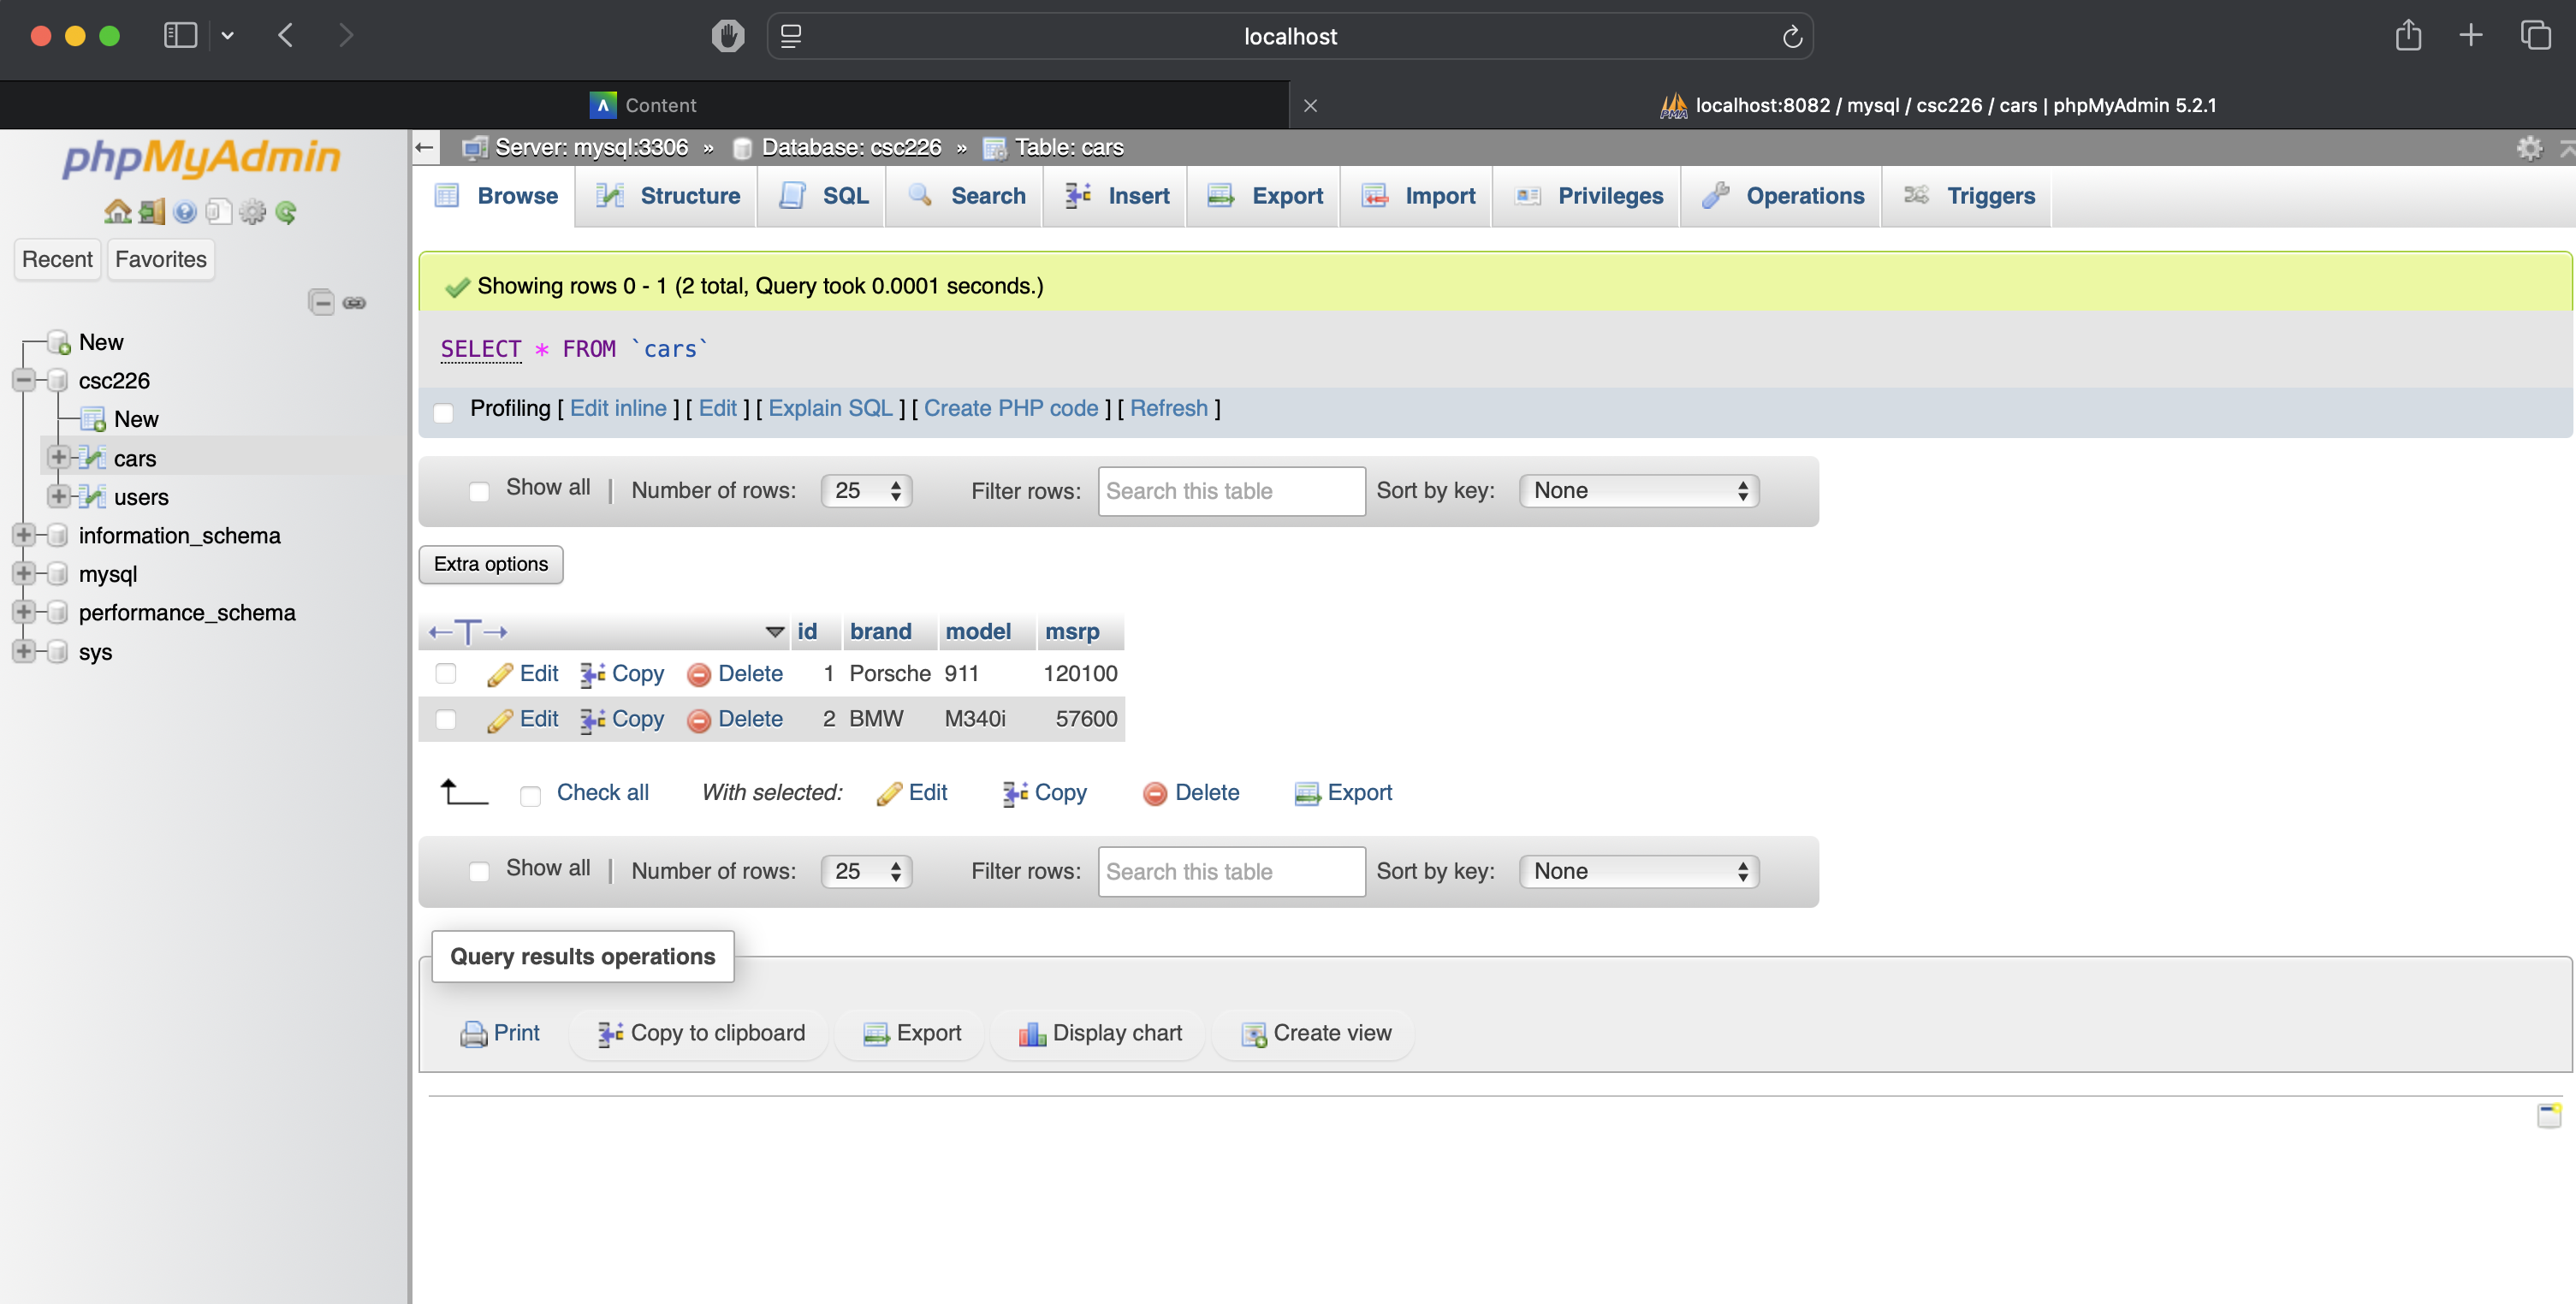 localhost
Content
localhost:8082 / mysql / csc226 / cars | phpMyAdmin 5.2.1
phpMyAdmin
Recent
Favorites
New
csc226
New
cars
users
information_schema
mysql
performance_schema
sys
Server: mysql:3306 » Database: csc226 » Table: cars
Browse Structure SQL Search Insert Export Import Privileges Operations Triggers
Showing rows 0 - 1 (2 total, Query took 0.0001 seconds.)
SELECT * FROM `cars`
Profiling [ Edit inline ] [ Edit ] [ Explain SQL ] [ Create PHP code ] [ Refresh ]
Show all | Number of rows: 25 Filter rows: Search this table Sort by key: None
Extra options
←T→ id brand model msrp
Edit Copy Delete 1 Porsche 911 120100
Edit Copy Delete 2 BMW M340i 57600
Check all With selected: Edit Copy Delete Export
Show all | Number of rows: 25 Filter rows: Search this table Sort by key: None
Query results operations
Print Copy to clipboard Export Display chart Create view